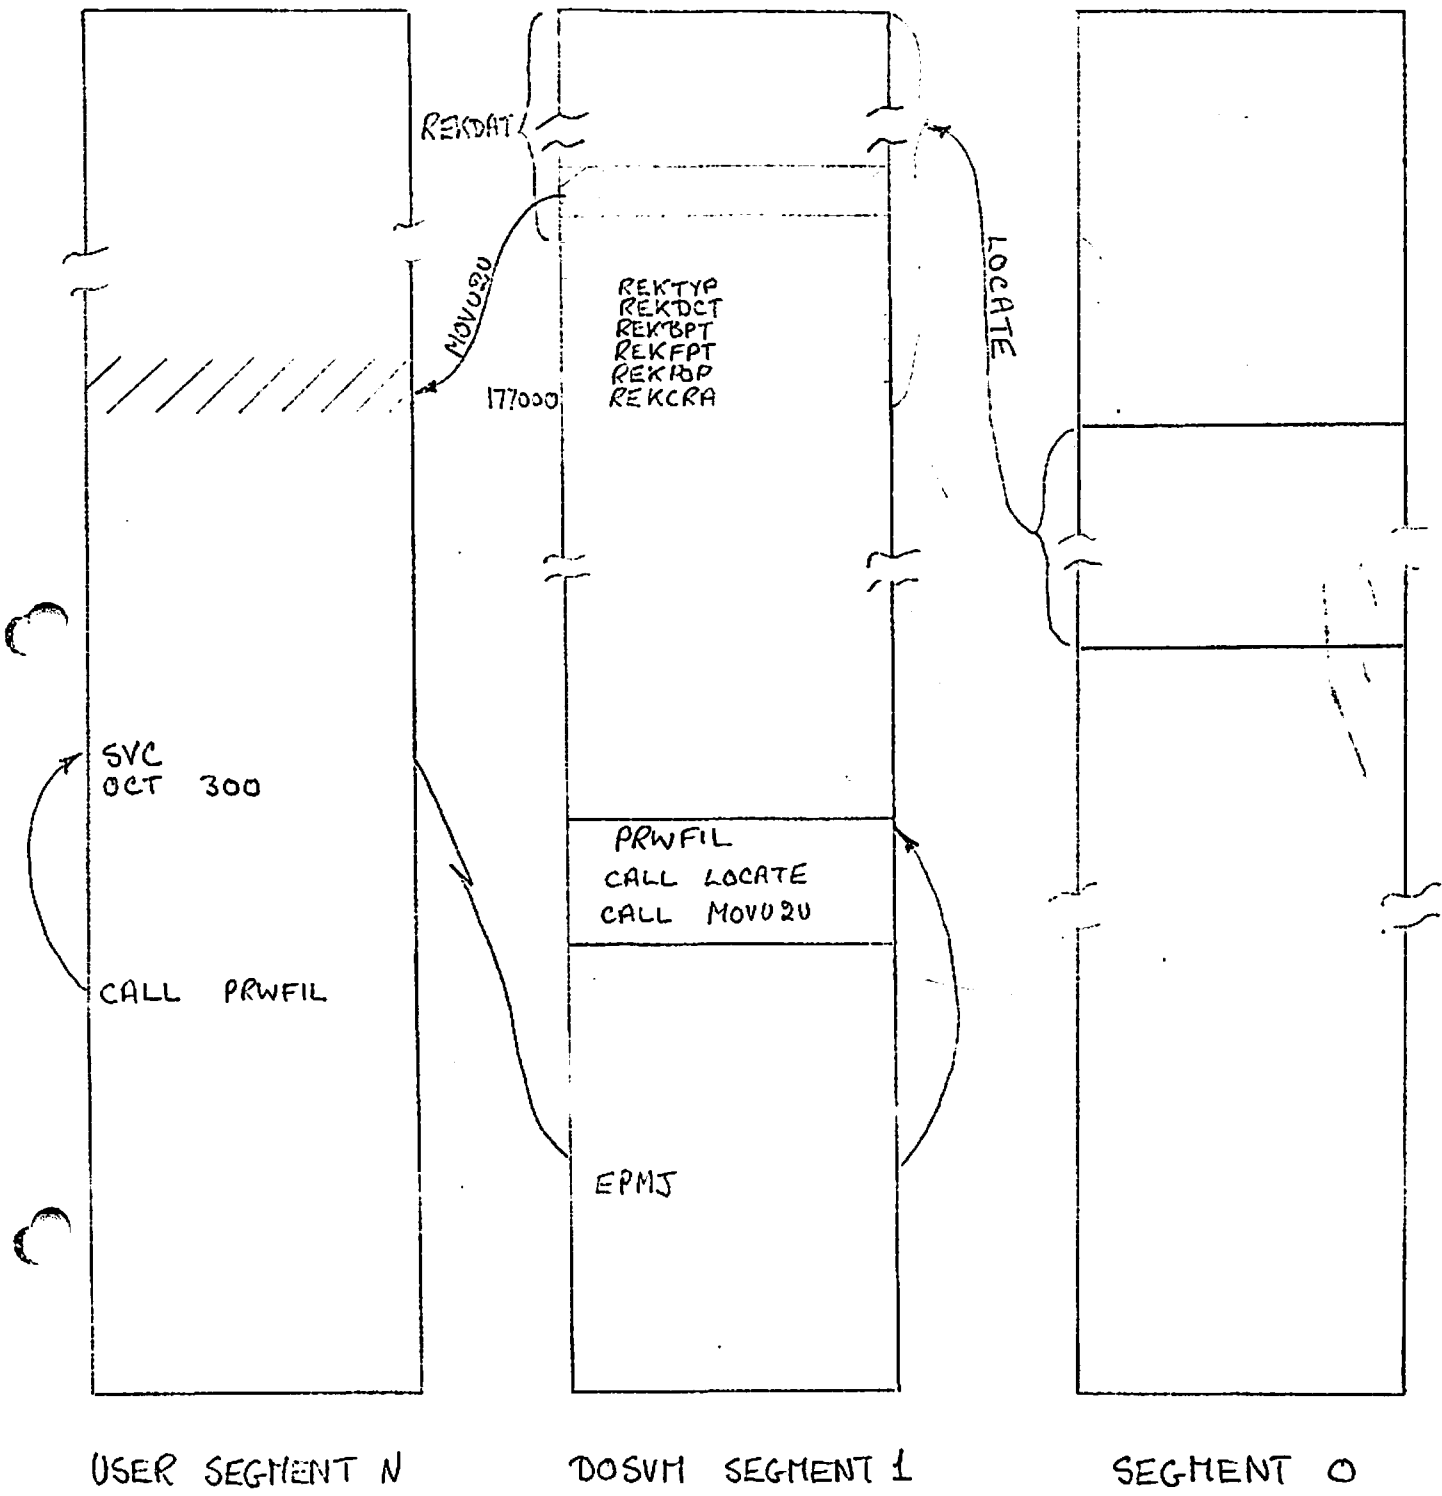 REKDAT
MOVU2U
REKTYP
REKDCT
REKBPT
REKFPT
REKPOP
177000 REKCRA
LOCATE
SVC
OCT 300
CALL PRWFIL
PRWFIL
CALL LOCATE
CALL MOVU2U
EPMJ
USER SEGMENT N
DOSVM SEGMENT 1
SEGMENT 0